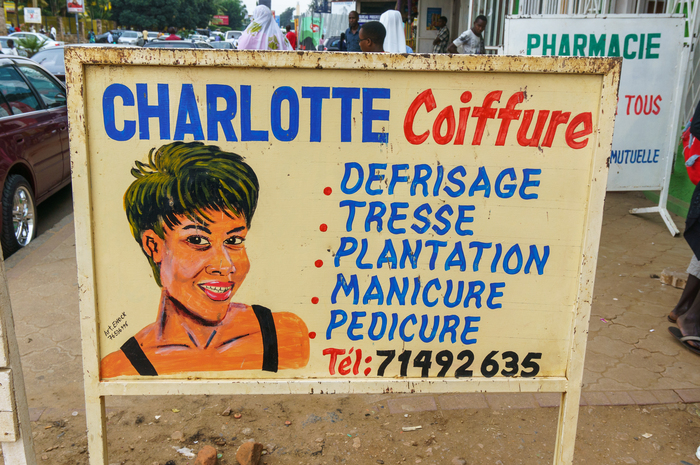 CHARLOTTE Coiffure
DEFRISAGE
TRESSE
PLANTATION
MANICURE
PEDICURE
Tél: 71492635
PHARMACIE
TOUS
MUTUELLE